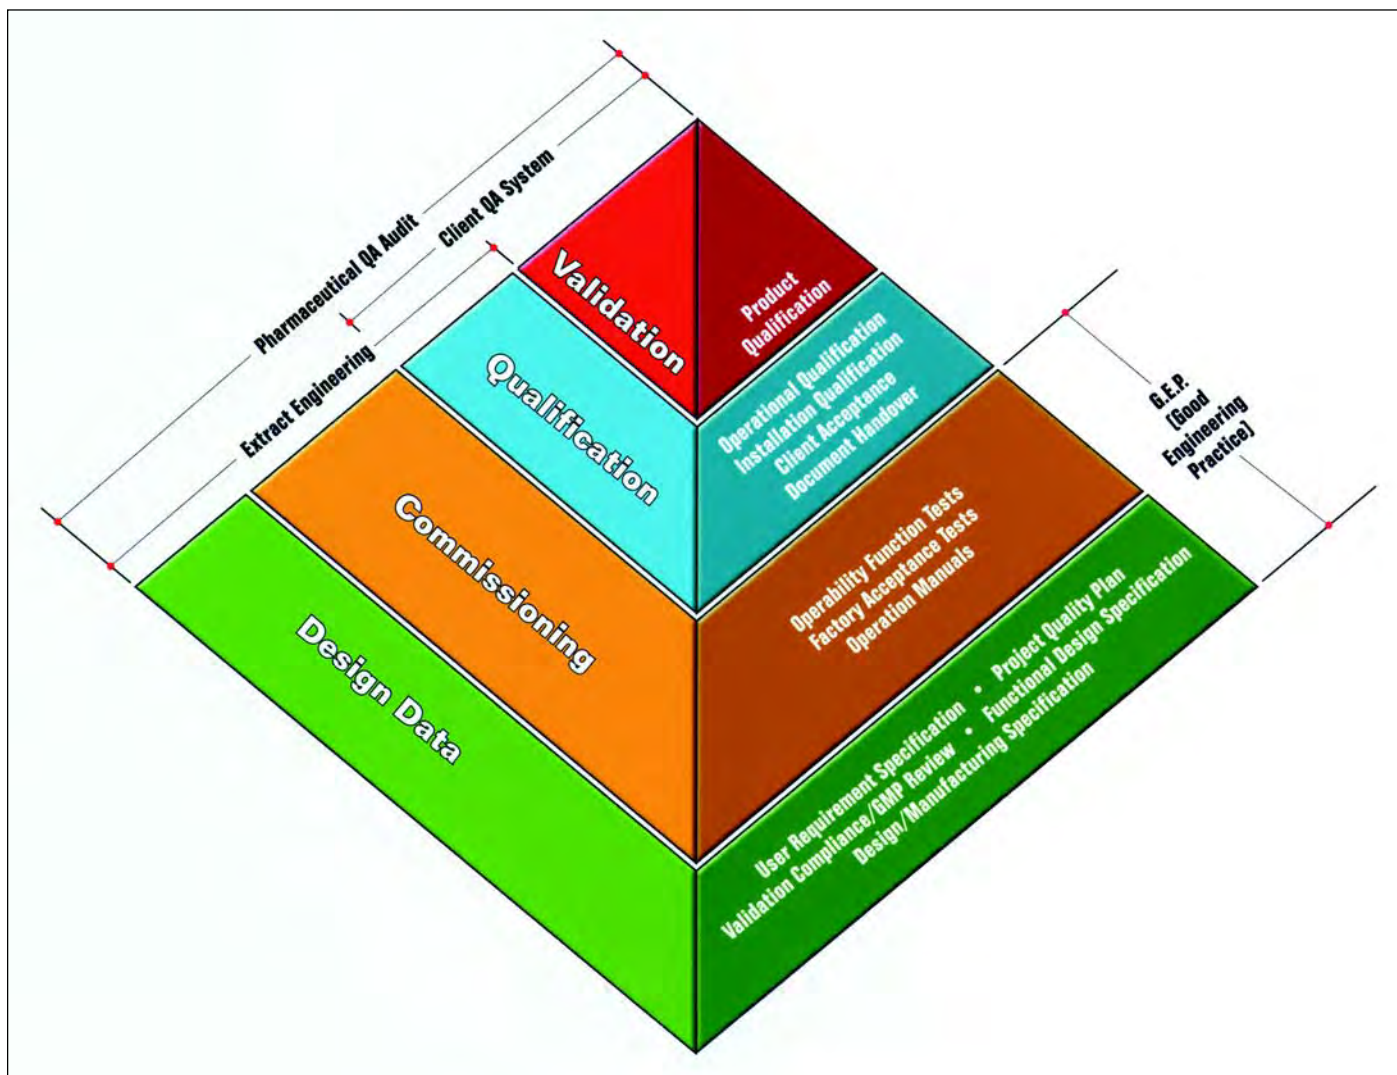 Pharmaceutical QA Audit
Client QA System
Extract Engineering
Validation
Product
Qualification
Qualification
Operational Qualification
Installation Qualification
Client Acceptance
Document Handover
G.E.P.
[Good
Engineering
Practice]
Commissioning
Operability Function Tests
Factory Acceptance Tests
Operation Manuals
Design Data
User Requirement Specification • Project Quality Plan
Validation Compliance/GMP Review • Functional Design Specification
Design/Manufacturing Specification